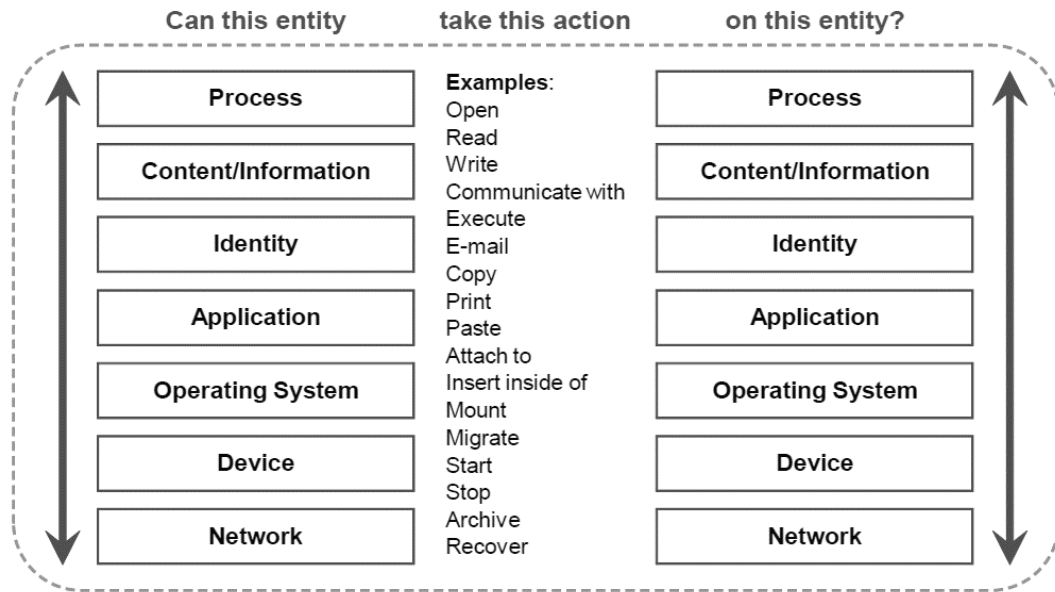 Can this entity take this action on this entity?
Process
Content/Information
Identity
Application
Operating System
Device
Network
Examples:
Open
Read
Write
Communicate with
Execute
E-mail
Copy
Print
Paste
Attach to
Insert inside of
Mount
Migrate
Start
Stop
Archive
Recover
Process
Content/Information
Identity
Application
Operating System
Device
Network